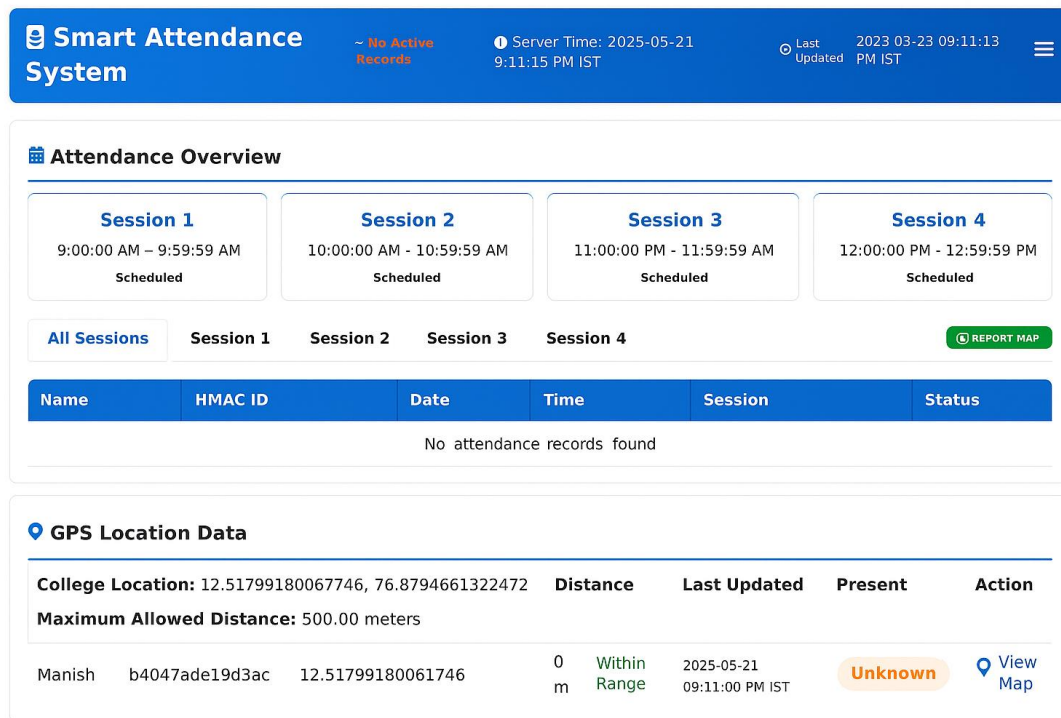 Smart Attendance
System
~ No Active
Records
Server Time: 2025-05-21
9:11:15 PM IST
Last
Updated
2023 03-23 09:11:13
PM IST
Attendance Overview
Session 1
9:00:00 AM – 9:59:59 AM
Scheduled
Session 2
10:00:00 AM - 10:59:59 AM
Scheduled
Session 3
11:00:00 PM - 11:59:59 AM
Scheduled
Session 4
12:00:00 PM - 12:59:59 PM
Scheduled
All Sessions Session 1 Session 2 Session 3 Session 4 REPORT MAP
Name HMAC ID Date Time Session Status
No attendance records found
GPS Location Data
College Location: 12.51799180067746, 76.8794661322472 Distance Last Updated Present Action
Maximum Allowed Distance: 500.00 meters
Manish b4047ade19d3ac 12.51799180061746
0
m
Within
Range
2025-05-21
09:11:00 PM IST
Unknown
View
Map